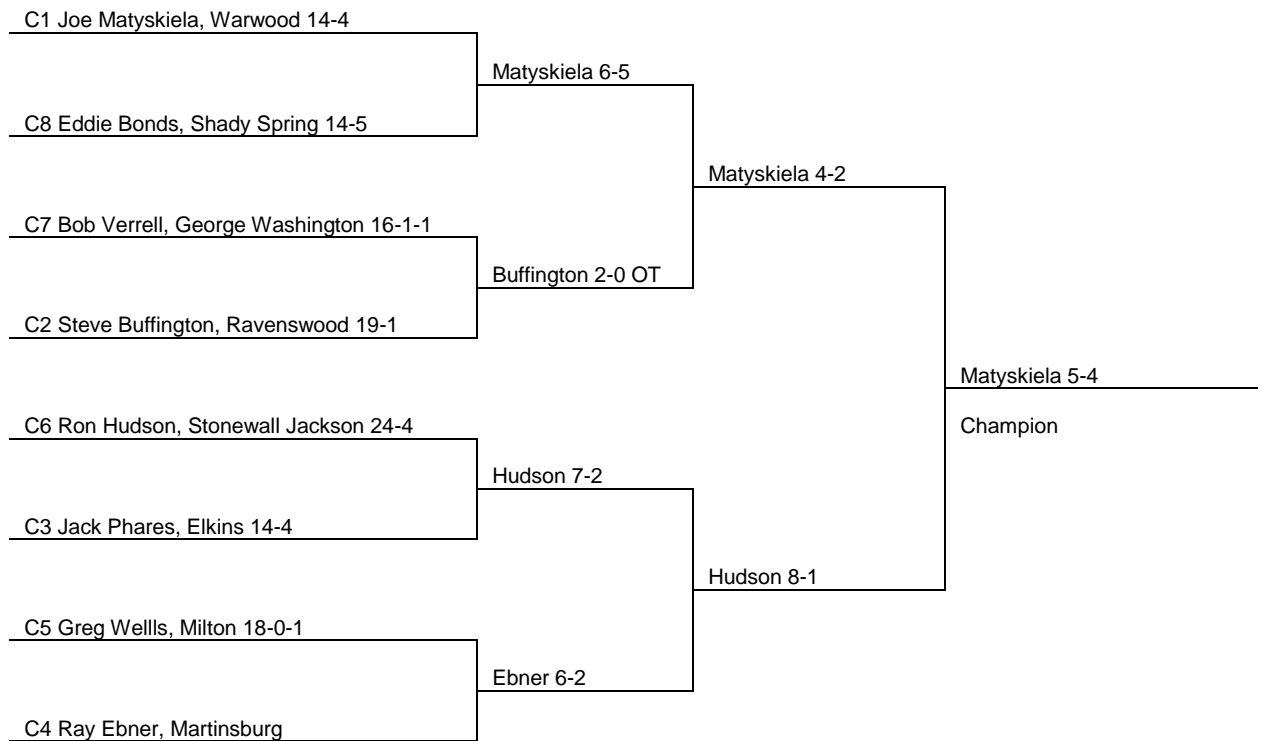 C1 Joe Matyskiela, Warwood 14-4
Matyskiela 6-5
C8 Eddie Bonds, Shady Spring 14-5
Matyskiela 4-2
C7 Bob Verrell, George Washington 16-1-1
Buffington 2-0 OT
C2 Steve Buffington, Ravenswood 19-1
Matyskiela 5-4
C6 Ron Hudson, Stonewall Jackson 24-4
Champion
Hudson 7-2
C3 Jack Phares, Elkins 14-4
Hudson 8-1
C5 Greg Wellls, Milton 18-0-1
Ebner 6-2
C4 Ray Ebner, Martinsburg